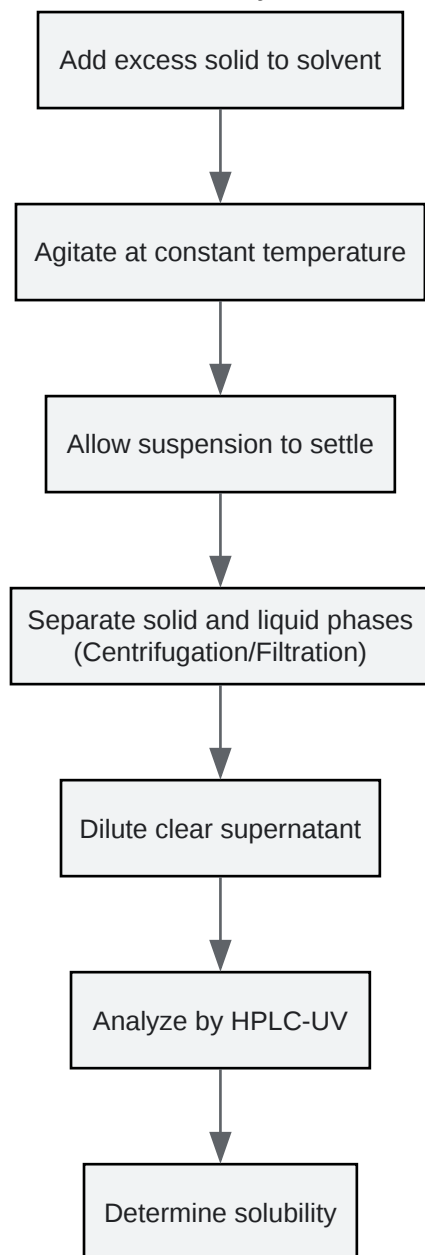 Add excess solid to solvent
Agitate at constant temperature
Allow suspension to settle
Separate solid and liquid phases
(Centrifugation/Filtration)
Dilute clear supernatant
Analyze by HPLC-UV
Determine solubility